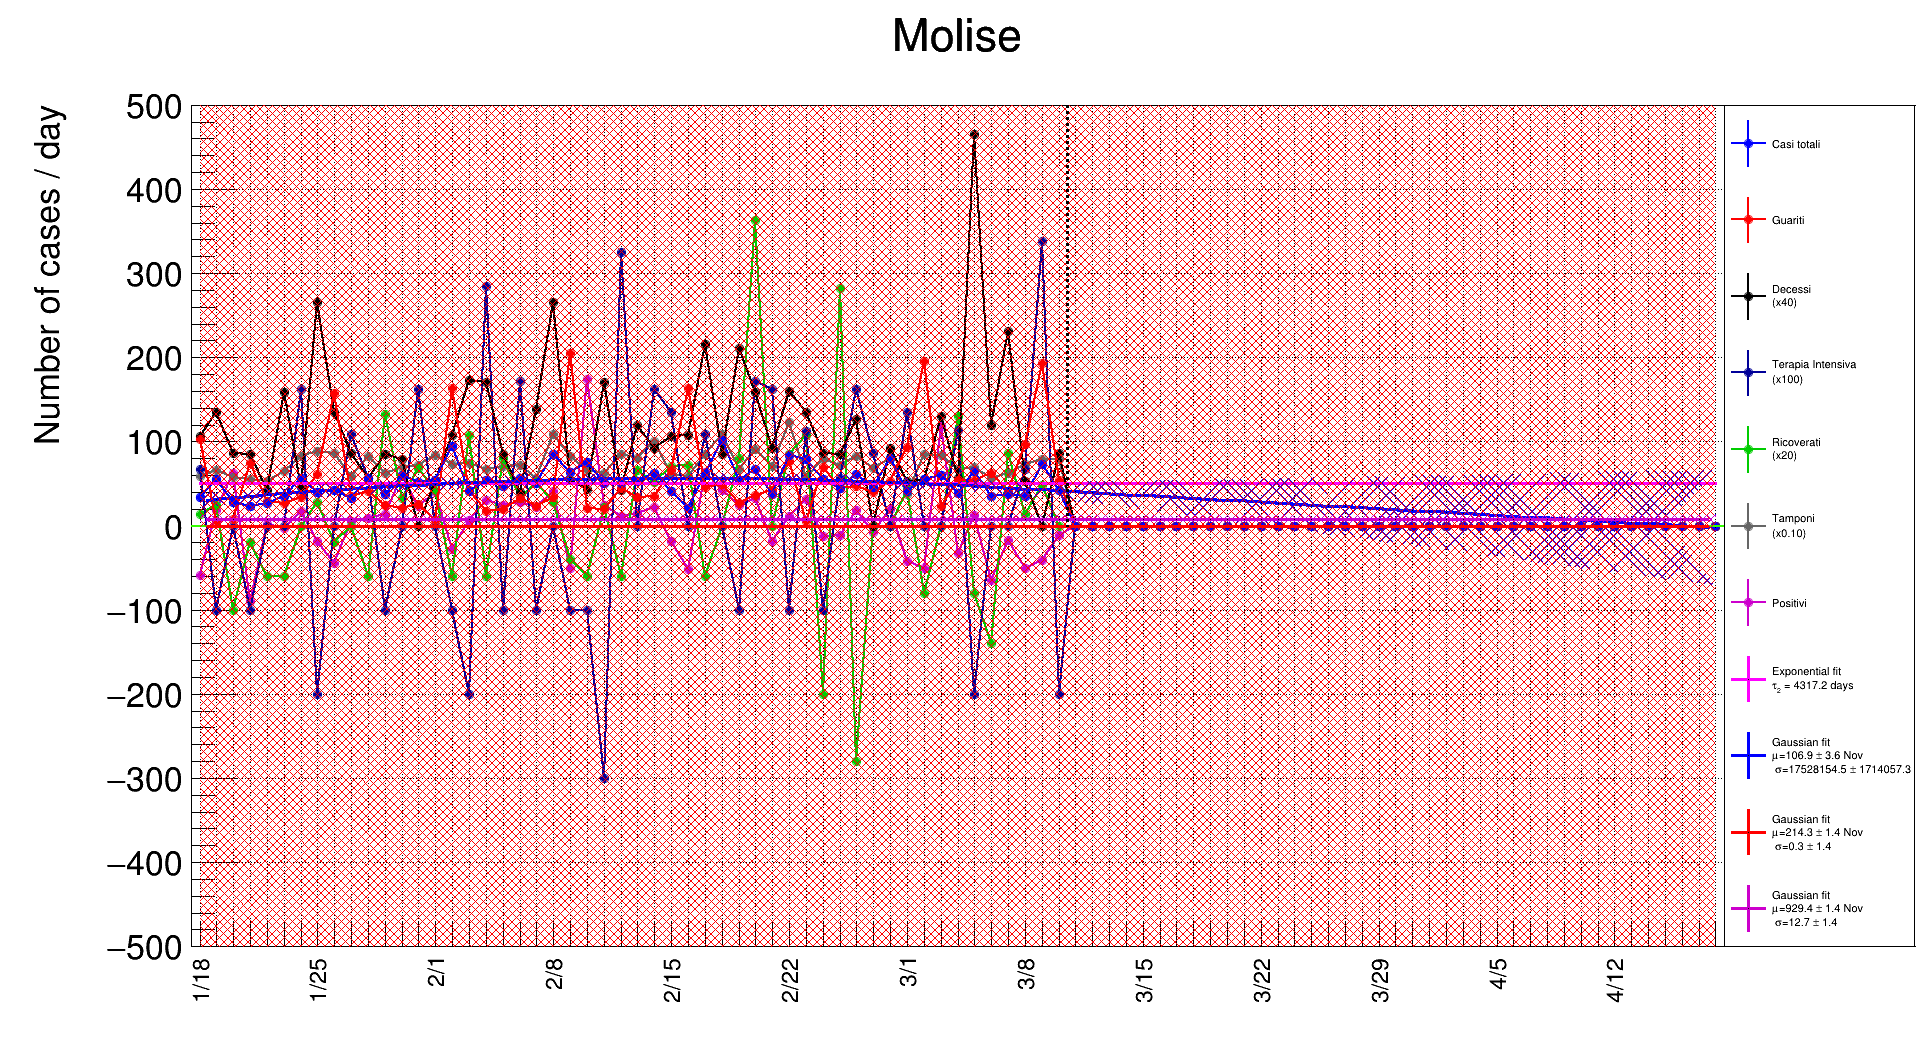 Molise
Number of cases / day
500
400
300
200
100
0
−100
−200
−300
−400
−500
1/18
1/25
2/1
2/8
2/15
2/22
3/1
3/8
3/15
3/22
3/29
4/5
4/12
Casi totali
Guariti
Decessi
(x40)
Terapia Intensiva
(x100)
Ricoverati
(x20)
Tamponi
(x0.10)
Positivi
Exponential fit
τ₂ = 4317.2 days
Gaussian fit
μ=106.9 ± 3.6 Nov
σ=17528154.5 ± 1714057.3
Gaussian fit
μ=214.3 ± 1.4 Nov
σ=0.3 ± 1.4
Gaussian fit
μ=929.4 ± 1.4 Nov
σ=12.7 ± 1.4